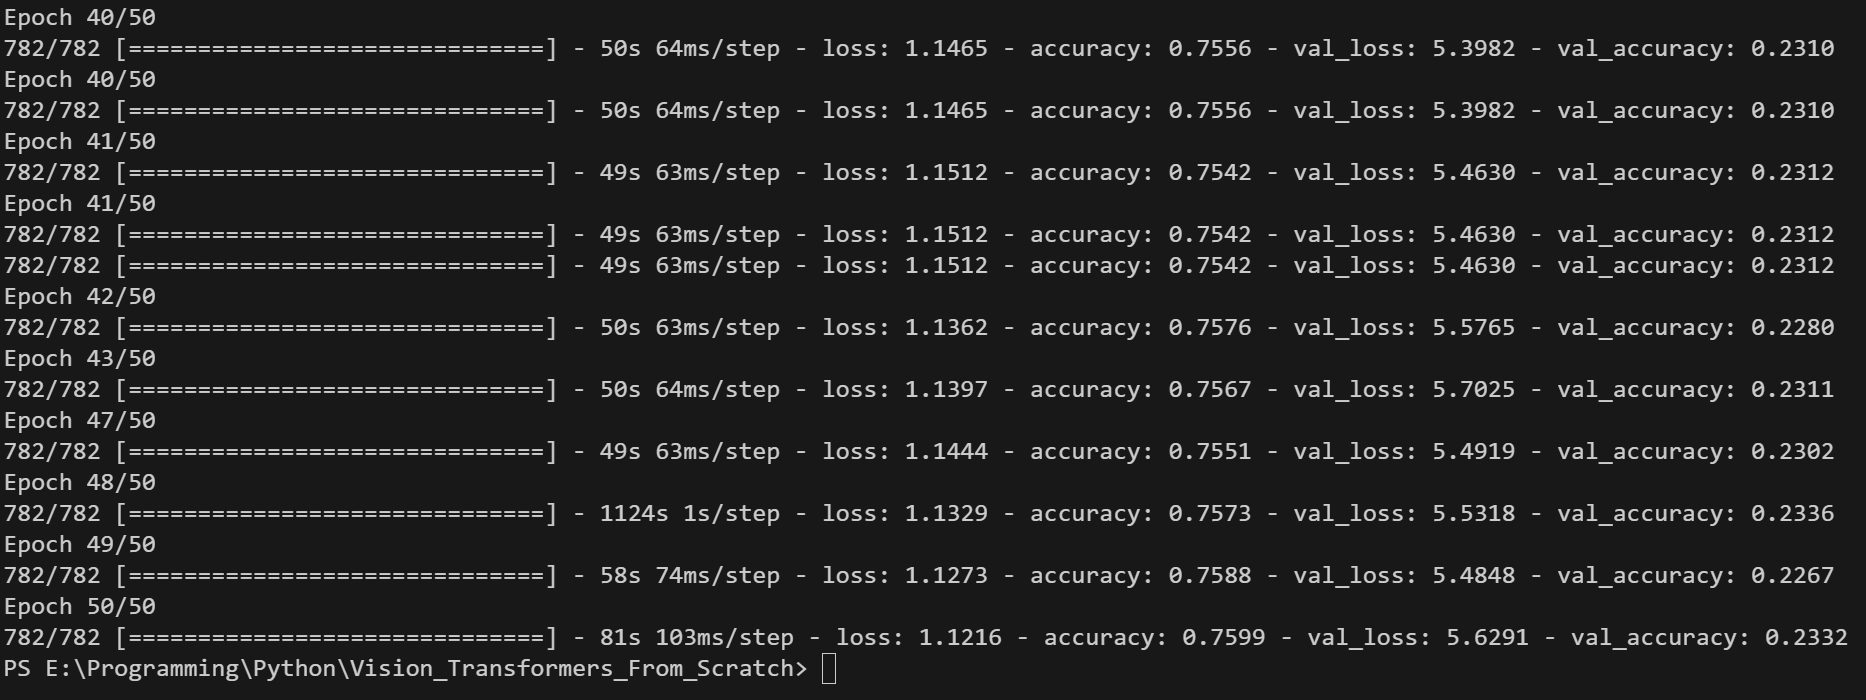 Epoch 40/50
782/782 [==============================] - 50s 64ms/step - loss: 1.1465 - accuracy: 0.7556 - val_loss: 5.3982 - val_accuracy: 0.2310
Epoch 40/50
782/782 [==============================] - 50s 64ms/step - loss: 1.1465 - accuracy: 0.7556 - val_loss: 5.3982 - val_accuracy: 0.2310
Epoch 41/50
782/782 [==============================] - 49s 63ms/step - loss: 1.1512 - accuracy: 0.7542 - val_loss: 5.4630 - val_accuracy: 0.2312
Epoch 41/50
782/782 [==============================] - 49s 63ms/step - loss: 1.1512 - accuracy: 0.7542 - val_loss: 5.4630 - val_accuracy: 0.2312
782/782 [==============================] - 49s 63ms/step - loss: 1.1512 - accuracy: 0.7542 - val_loss: 5.4630 - val_accuracy: 0.2312
Epoch 42/50
782/782 [==============================] - 50s 63ms/step - loss: 1.1362 - accuracy: 0.7576 - val_loss: 5.5765 - val_accuracy: 0.2280
Epoch 43/50
782/782 [==============================] - 50s 64ms/step - loss: 1.1397 - accuracy: 0.7567 - val_loss: 5.7025 - val_accuracy: 0.2311
Epoch 47/50
782/782 [==============================] - 49s 63ms/step - loss: 1.1444 - accuracy: 0.7551 - val_loss: 5.4919 - val_accuracy: 0.2302
Epoch 48/50
782/782 [==============================] - 1124s 1s/step - loss: 1.1329 - accuracy: 0.7573 - val_loss: 5.5318 - val_accuracy: 0.2336
Epoch 49/50
782/782 [==============================] - 58s 74ms/step - loss: 1.1273 - accuracy: 0.7588 - val_loss: 5.4848 - val_accuracy: 0.2267
Epoch 50/50
782/782 [==============================] - 81s 103ms/step - loss: 1.1216 - accuracy: 0.7599 - val_loss: 5.6291 - val_accuracy: 0.2332
PS E:\Programming\Python\Vision_Transformers_From_Scratch>